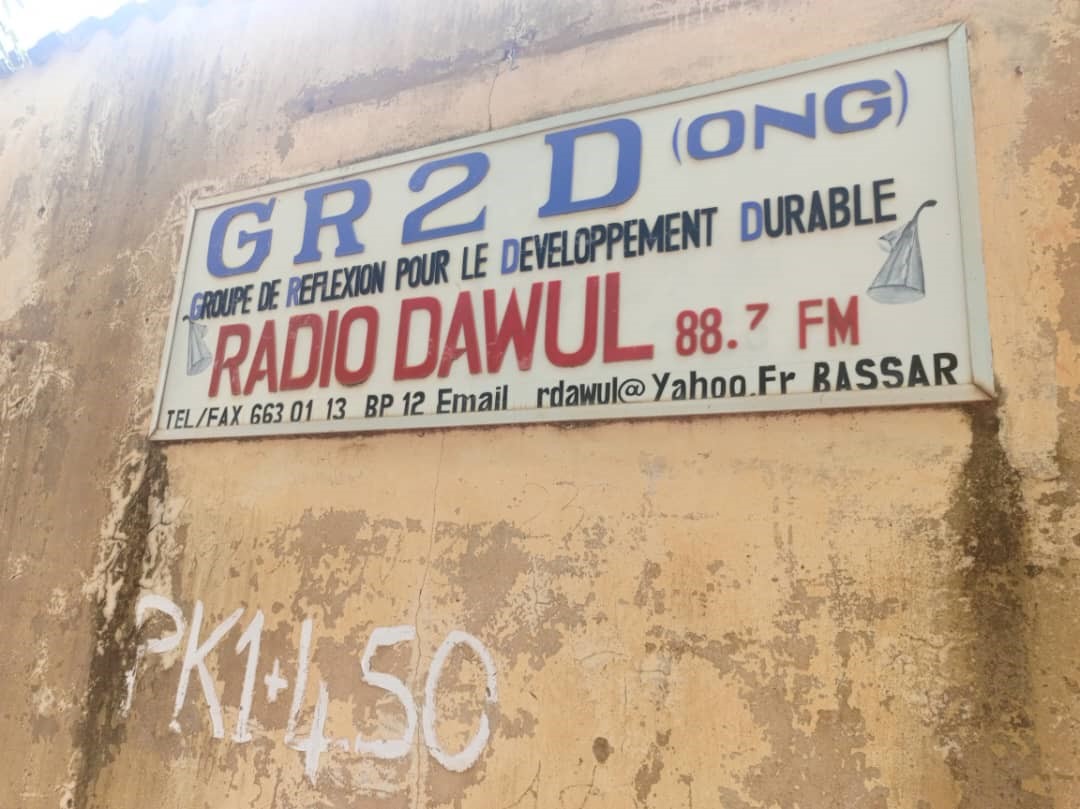 GR2D (ONG)
GROUPE DE REFLEXION POUR LE DEVELOPPEMENT DURABLE
RADIO DAWUL 88.7 FM
TEL/FAX 663 01 13 BP 12 Email rdawul@Yahoo.Fr BASSAR
PK1+450